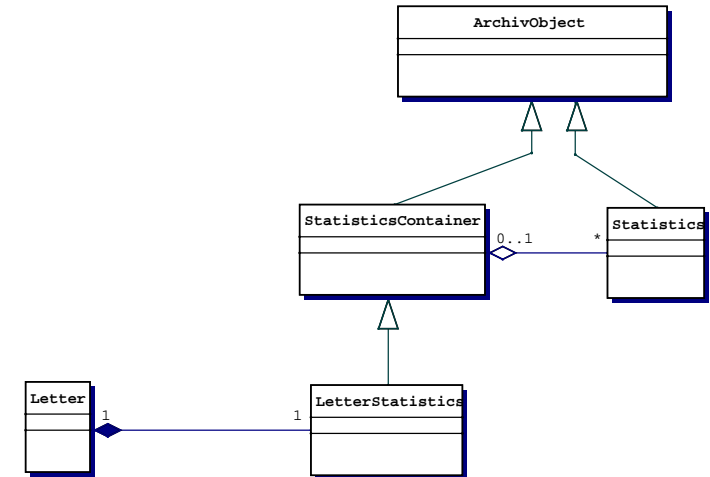 ArchivObject
StatisticsContainer
Statistics
0..1
*
Letter
LetterStatistics
1
1